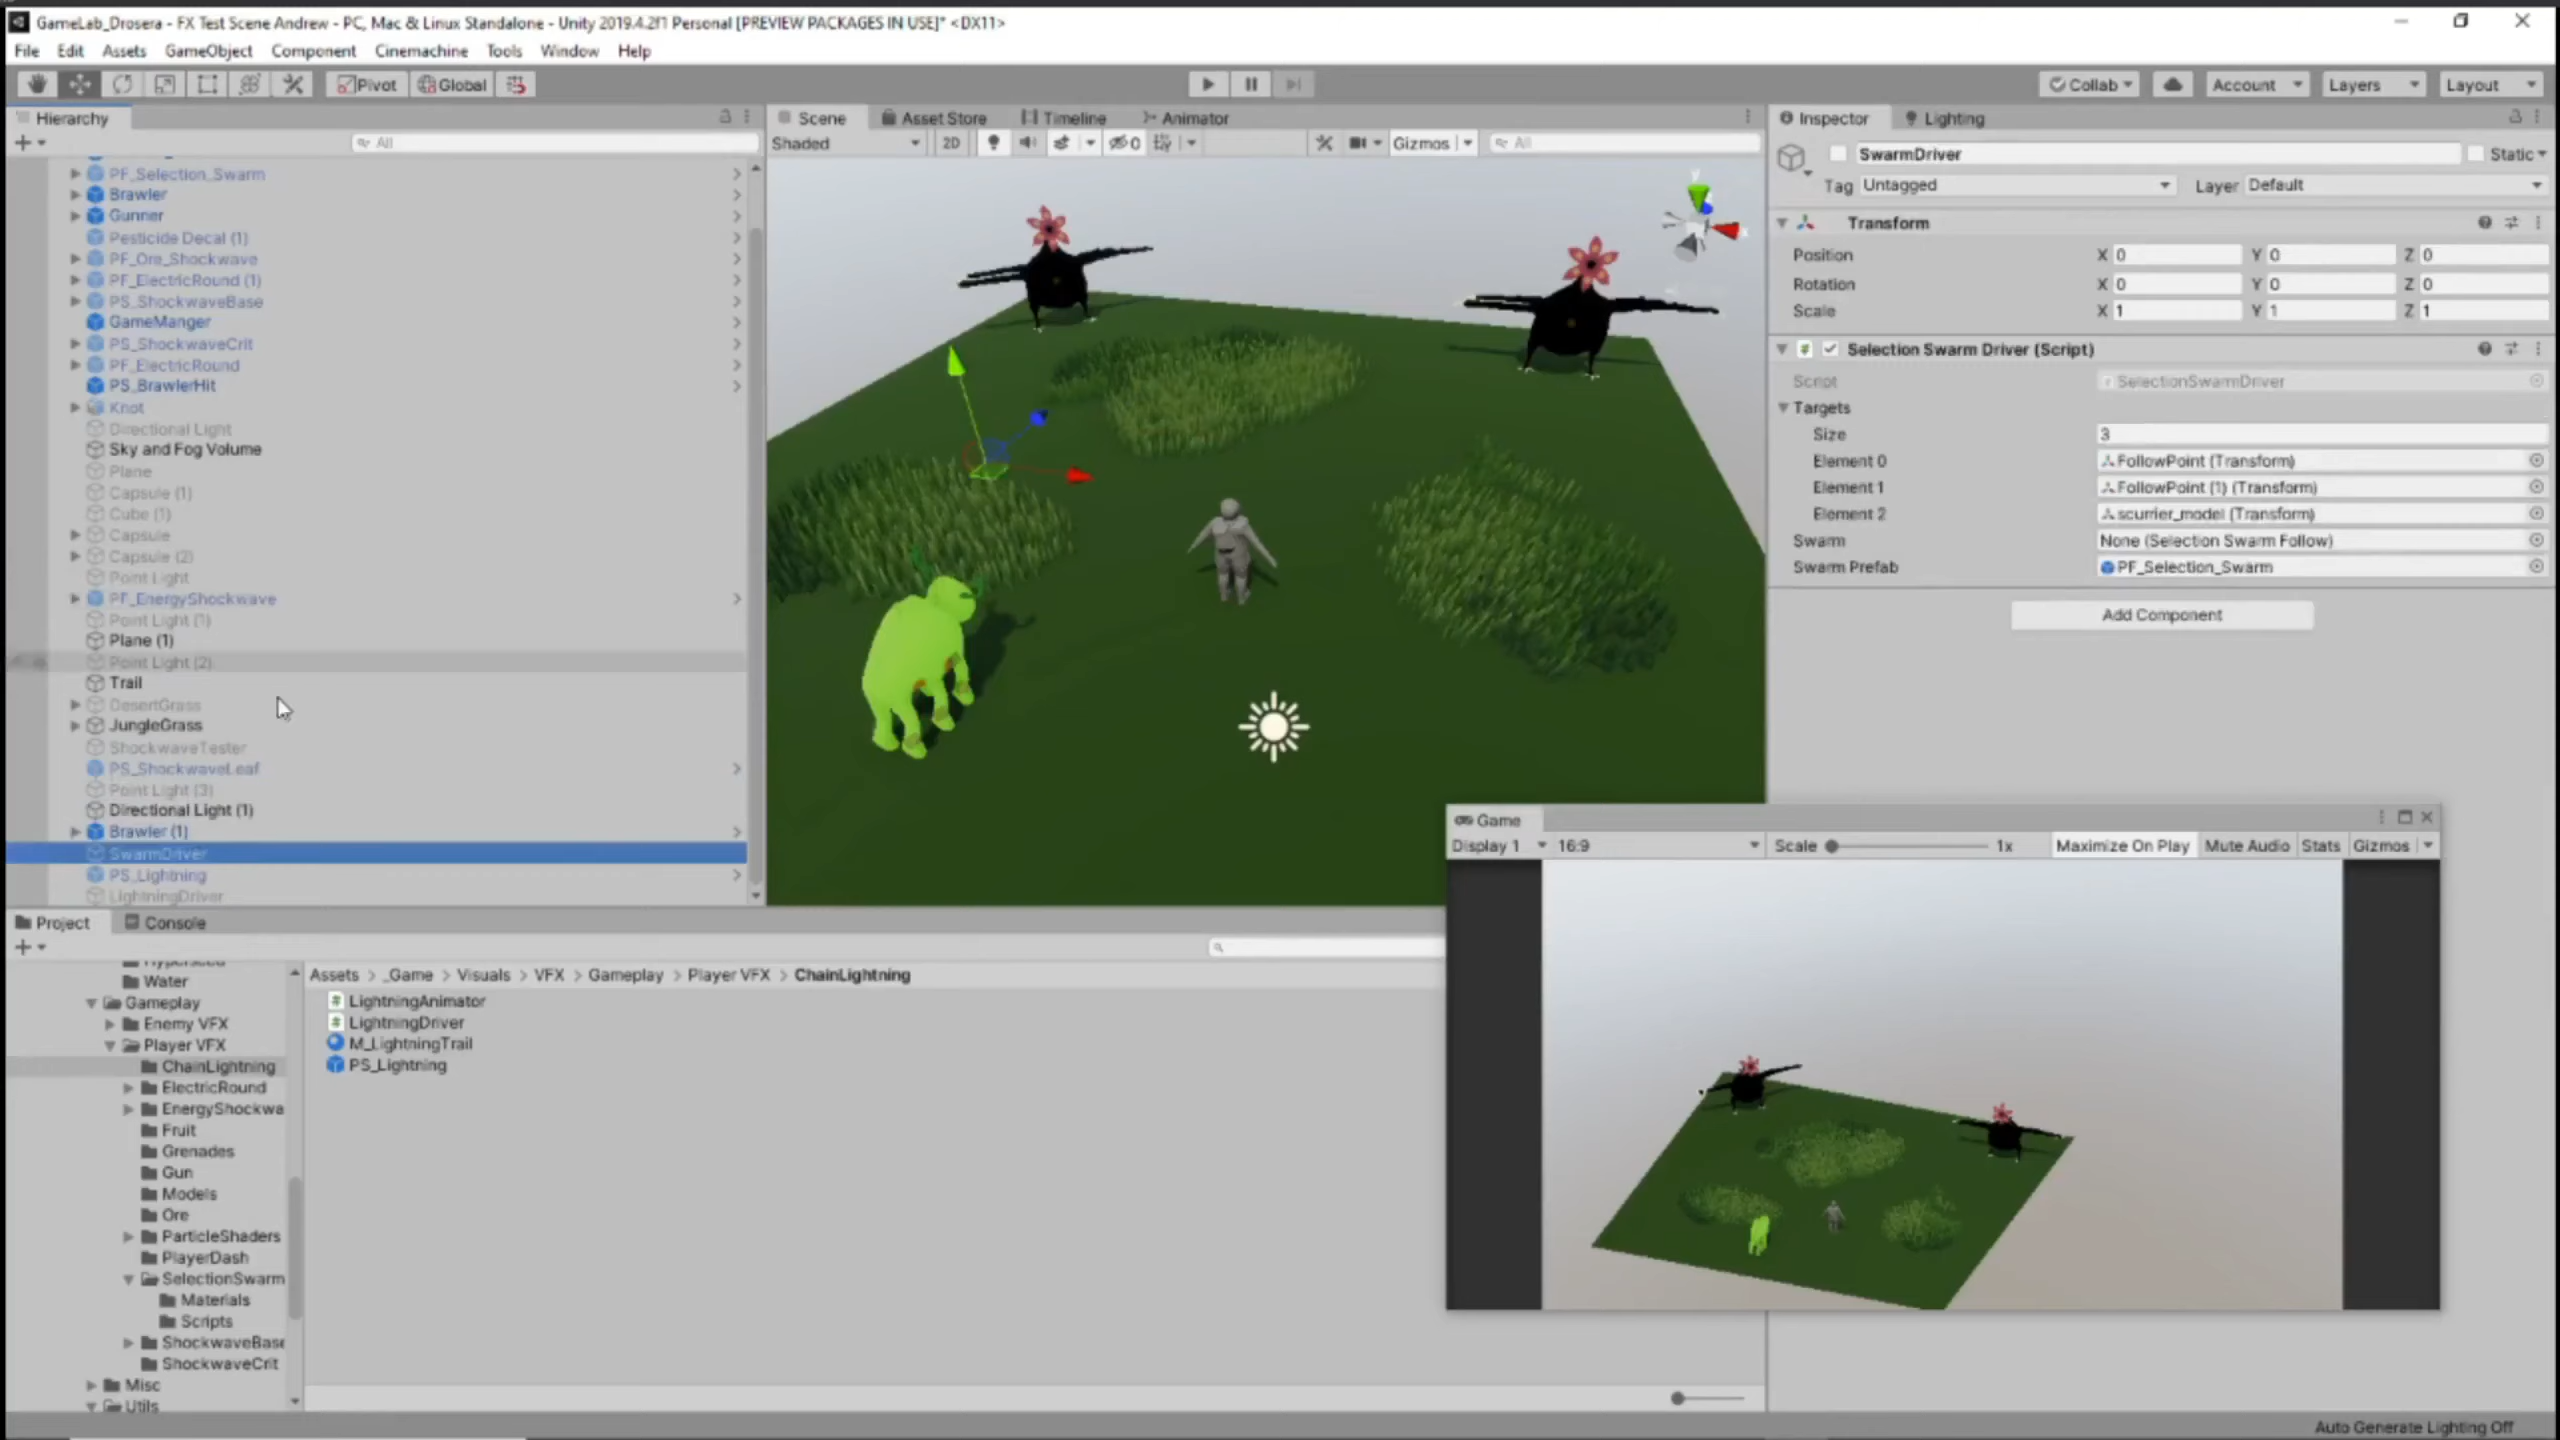 GameLab_Drosera - FX Test Scene Andrew - PC, Mac & Linux Standalone - Unity 2019.4.2f1 Personal [PREVIEW PACKAGES IN USE]* <DX11>
File Edit Assets GameObject Component Cinemachine Tools Window Help
Pivot Global Collab Account Layers Layout
Hierarchy
All
PF_Selection_Swarm
Brawler
Gunner
Pesticide Decal (1)
PF_Ore_Shockwave
PF_ElectricRound (1)
PS_ShockwaveBase
GameManger
PS_ShockwaveCrit
PF_ElectricRound
PS_BrawlerHit
Knot
Directional Light
Sky and Fog Volume
Plane
Capsule (1)
Cube (1)
Capsule
Capsule (2)
Point Light
PF_EnergyShockwave
Point Light (1)
Plane (1)
Point Light (2)
Trail
DesertGrass
JungleGrass
ShockwaveTester
PS_ShockwaveLeaf
Point Light (3)
Directional Light (1)
Brawler (1)
SwarmDriver
PS_Lightning
LightningDriver
Scene Asset Store Timeline Animator
Shaded 2D 0 Gizmos All
y
Inspector Lighting
SwarmDriver Static
Tag Untagged Layer Default
Transform
Position X 0 Y 0 Z 0
Rotation X 0 Y 0 Z 0
Scale X 1 Y 1 Z 1
Selection Swarm Driver (Script)
Script SelectionSwarmDriver
Targets
Size 3
Element 0 FollowPoint (Transform)
Element 1 FollowPoint (1) (Transform)
Element 2 scurrier_model (Transform)
Swarm None (Selection Swarm Follow)
Swarm Prefab PF_Selection_Swarm
Add Component
Game
Display 1 16:9 Scale 1x Maximize On Play Mute Audio Stats Gizmos
Project Console
Water
Gameplay
Enemy VFX
Player VFX
ChainLightning
ElectricRound
EnergyShockwa
Fruit
Grenades
Gun
Models
Ore
ParticleShaders
PlayerDash
SelectionSwarm
Materials
Scripts
ShockwaveBase
ShockwaveCrit
Misc
Utils
Assets > _Game > Visuals > VFX > Gameplay > Player VFX > ChainLightning
LightningAnimator
LightningDriver
M_LightningTrail
PS_Lightning
Auto Generate Lighting Off